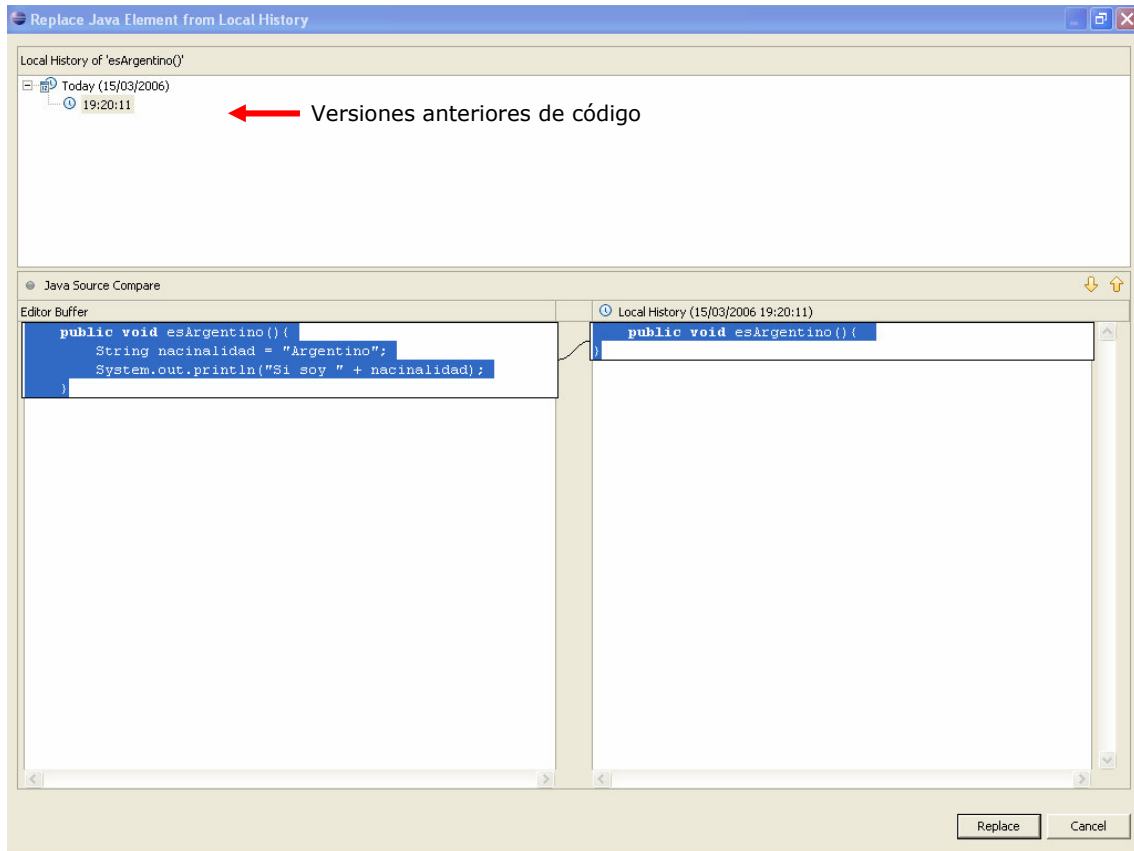 Replace Java Element from Local History
Local History of 'esArgentino()'
Today (15/03/2006)
19:20:11
Versiones anteriores de código
Java Source Compare
Editor Buffer
Local History (15/03/2006 19:20:11)
public void esArgentino(){
String nacinalidad = "Argentino";
System.out.println("Si soy " + nacinalidad);
}
public void esArgentino(){
}
Replace
Cancel